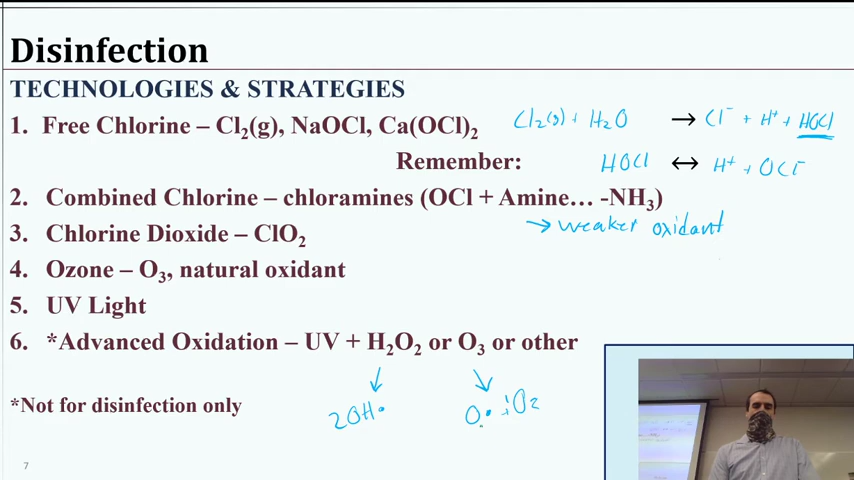 Disinfection
TECHNOLOGIES & STRATEGIES
1. Free Chlorine – Cl₂(g), NaOCl, Ca(OCl)₂ Cl₂(g) + H₂O → Cl⁻ + H⁺ + HOCl
Remember: HOCl ↔ H⁺ + OCl⁻
2. Combined Chlorine – chloramines (OCl + Amine… -NH₃)
→ weaker oxidant
3. Chlorine Dioxide – ClO₂
4. Ozone – O₃, natural oxidant
5. UV Light
6. *Advanced Oxidation – UV + H₂O₂ or O₃ or other
*Not for disinfection only 2OH• O• + O₂
7